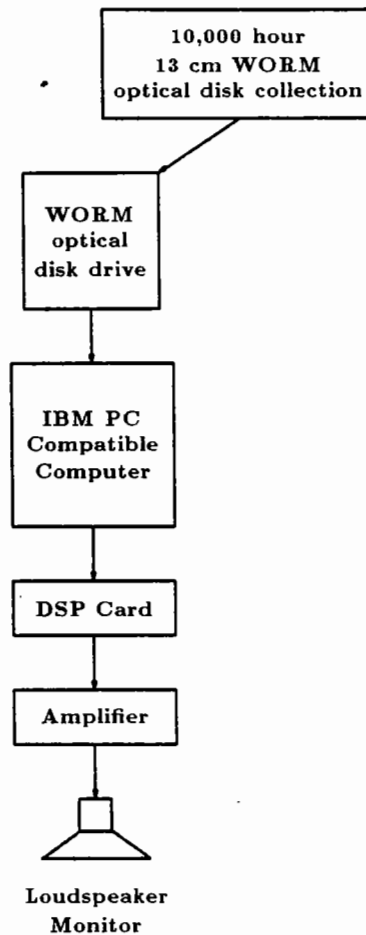 10,000 hour
13 cm WORM
optical disk collection
WORM
optical
disk drive
IBM PC
Compatible
Computer
DSP Card
Amplifier
Loudspeaker
Monitor